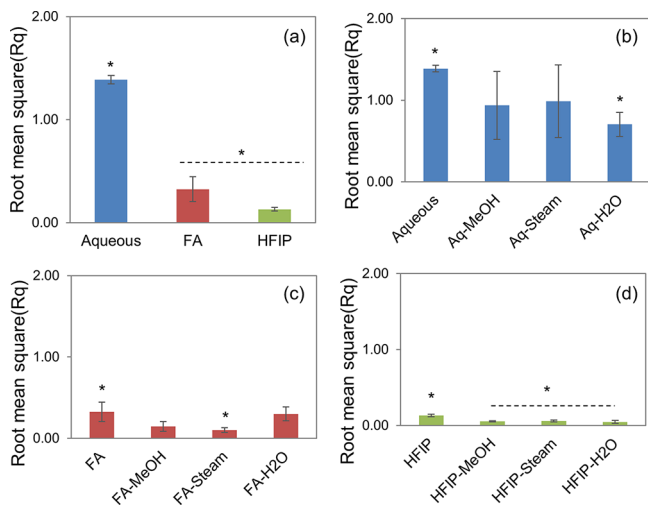 Root mean square(Rq)
2.00
1.00
0.00
(a)
*
*
Aqueous FA HFIP
Root mean square(Rq)
2.00
1.00
0.00
(b)
*
*
Aqueous Aq-MeOH Aq-Steam Aq-H2O
Root mean square(Rq)
2.00
1.00
0.00
(c)
*
*
FA FA-MeOH FA-Steam FA-H2O
Root mean square(Rq)
2.00
1.00
0.00
(d)
*
*
HFIP HFIP-MeOH HFIP-Steam HFIP-H2O